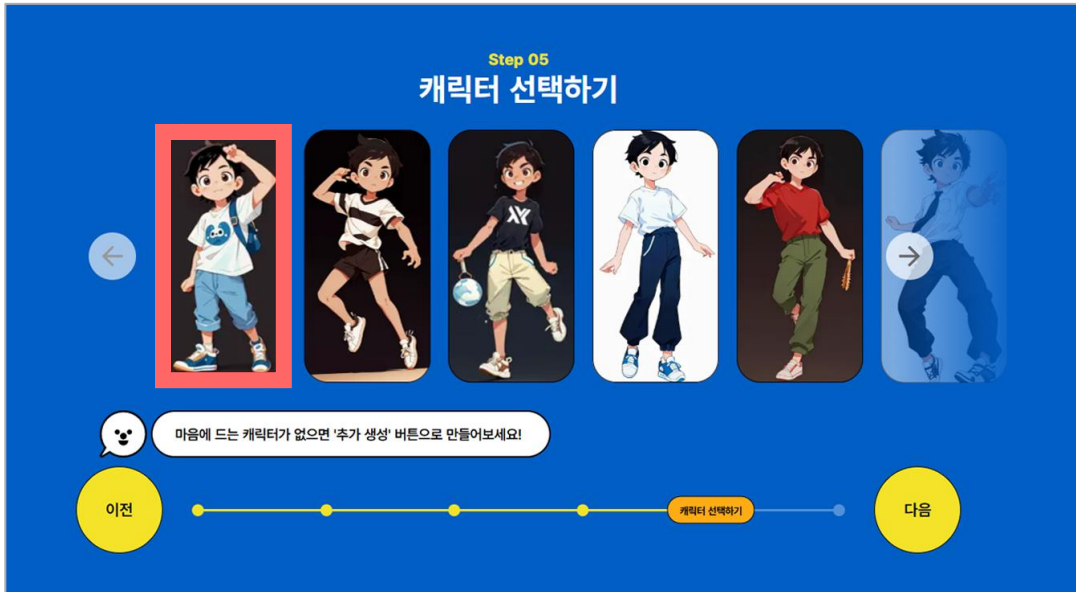 Step 05
캐릭터 선택하기
마음에 드는 캐릭터가 없으면 '추가 생성' 버튼으로 만들어보세요!
이전
캐릭터 선택하기
다음